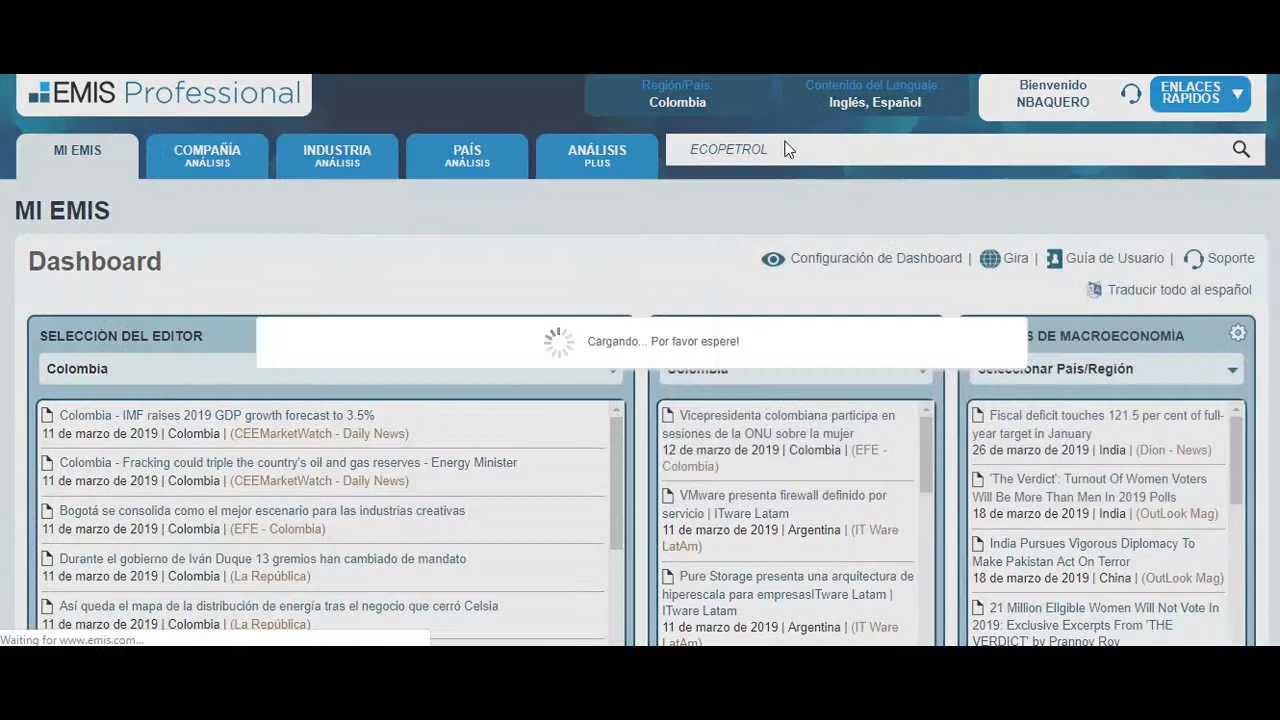 EMIS Professional
Región/País.
Colombia
Contenido del Lenguaje
Inglés, Español
Bienvenido
NBAQUERO
ENLACES
RÁPIDOS
MI EMIS
COMPAÑÍA
ANÁLISIS
INDUSTRIA
ANÁLISIS
PAÍS
ANÁLISIS
ANÁLISIS
PLUS
ECOPETROL
MI EMIS
Dashboard
Configuración de Dashboard |
Gira |
Guía de Usuario |
Soporte
Traducir todo al español
SELECCIÓN DEL EDITOR
Colombia
Colombia - IMF raises 2019 GDP growth forecast to 3.5%
11 de marzo de 2019 | Colombia | (CEEMarketWatch - Daily News)
Colombia - Fracking could triple the country's oil and gas reserves - Energy Minister
11 de marzo de 2019 | Colombia | (CEEMarketWatch - Daily News)
Bogotá se consolida como el mejor escenario para las industrias creativas
11 de marzo de 2019 | Colombia | (EFE - Colombia)
Durante el gobierno de Iván Duque 13 gremios han cambiado de mandato
11 de marzo de 2019 | Colombia | (La República)
Así queda el mapa de la distribución de energía tras el negocio que cerró Celsia
11 de marzo de 2019 | Colombia | (La República)
Cargando... Por favor espere!
Colombia
Vicepresidenta colombiana participa en
sesiones de la ONU sobre la mujer
12 de marzo de 2019 | Colombia | (EFE -
Colombia)
VMware presenta firewall definido por
servicio | ITware Latam
11 de marzo de 2019 | Argentina | (IT Ware
LatAm)
Pure Storage presenta una arquitectura de
hiperescala para empresas|ITware Latam |
ITware Latam
11 de marzo de 2019 | Argentina | (IT Ware
LatAm)
S DE MACROECONOMÍA
Seleccionar País/Región
Fiscal deficit touches 121.5 per cent of full-
year target in January
26 de marzo de 2019 | India | (Dion - News)
'The Verdict': Turnout Of Women Voters
Will Be More Than Men In 2019 Polls
18 de marzo de 2019 | India | (OutLook Mag)
India Pursues Vigorous Diplomacy To
Make Pakistan Act On Terror
18 de marzo de 2019 | China | (OutLook Mag)
21 Million Eligible Women Will Not Vote In
2019: Exclusive Excerpts From 'THE
VERDICT' by Prannoy Roy
Waiting for www.emis.com...